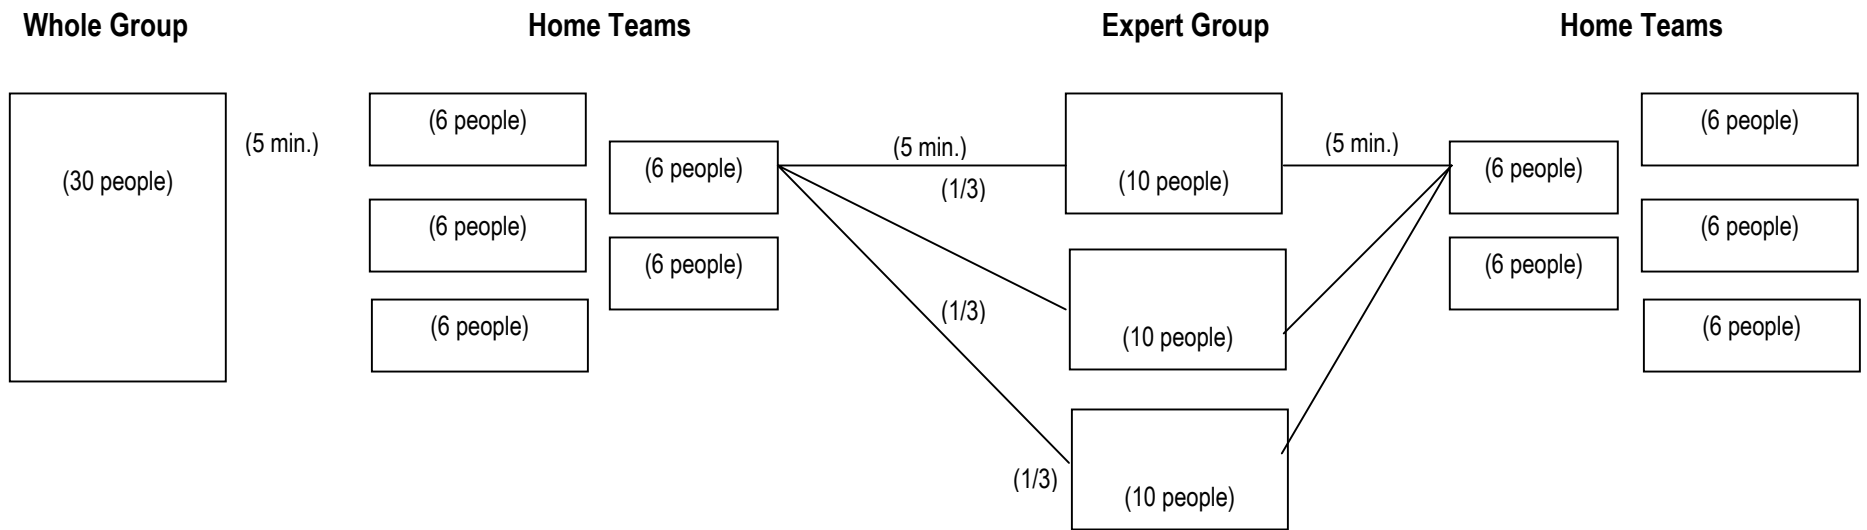 Whole Group
Home Teams
Expert Group
Home Teams
(30 people)
(5 min.)
(6 people)
(6 people)
(6 people)
(6 people)
(6 people)
(5 min.)
(1/3)
(1/3)
(1/3)
(10 people)
(10 people)
(10 people)
(5 min.)
(6 people)
(6 people)
(6 people)
(6 people)
(6 people)